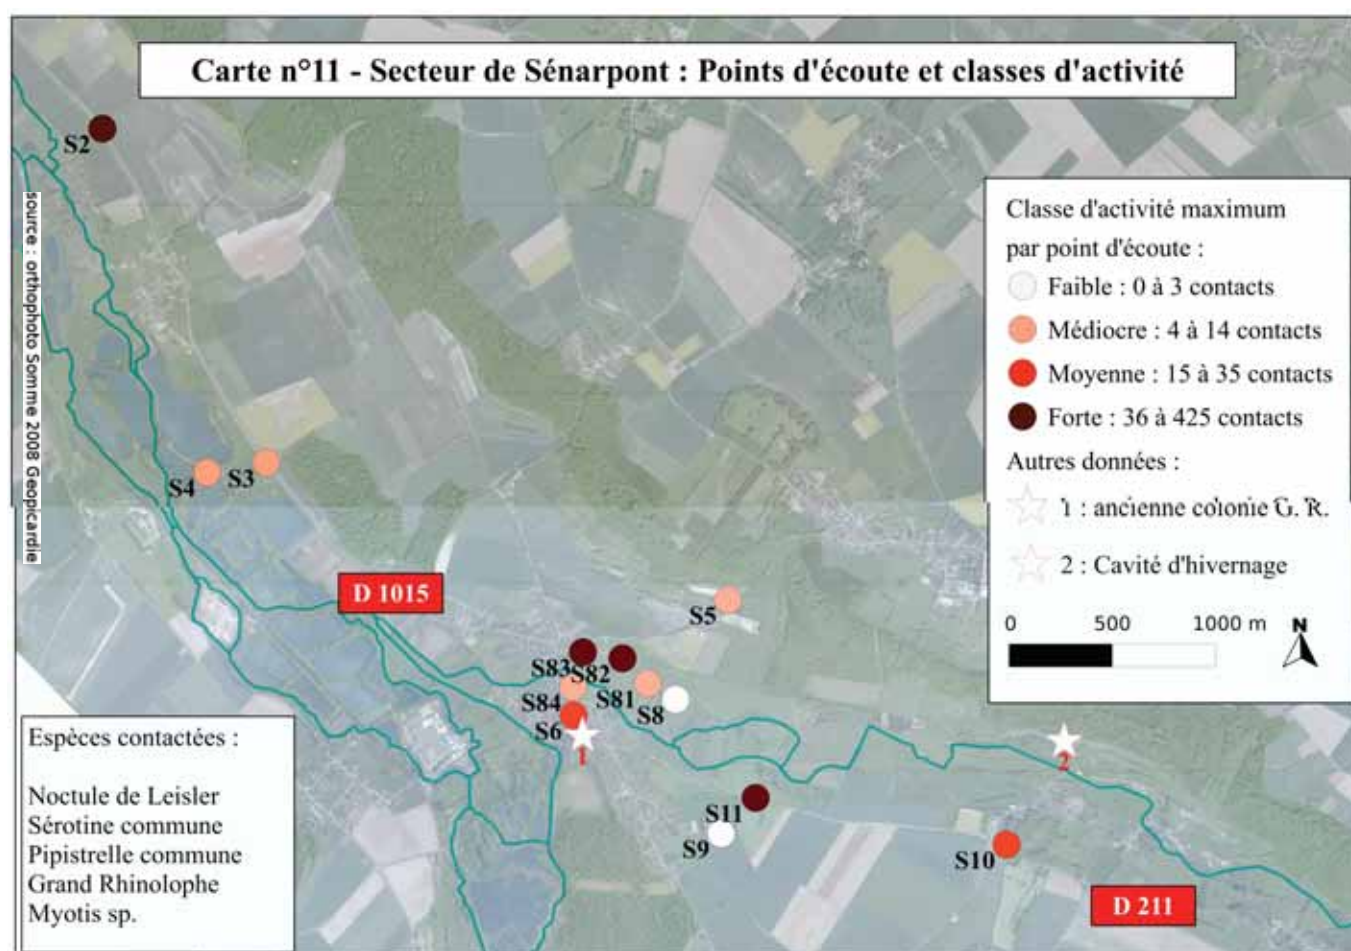 Carte n°11 - Secteur de Sénarpont : Points d'écoute et classes d'activité
S2
source : orthophoto Somme 2008 Geopicardie
Classe d'activité maximum
par point d'écoute :
Faible : 0 à 3 contacts
Médiocre : 4 à 14 contacts
Moyenne : 15 à 35 contacts
Forte : 36 à 425 contacts
Autres données :
1 : ancienne colonie G. R.
2 : Cavité d'hivernage
0 500 1000 m N
S4 S3
D 1015
S5
S83 S82
S84 S81 S8
S6
1
2
S11
S9
S10
D 211
Espèces contactées :
Noctule de Leisler
Sérotine commune
Pipistrelle commune
Grand Rhinolophe
Myotis sp.